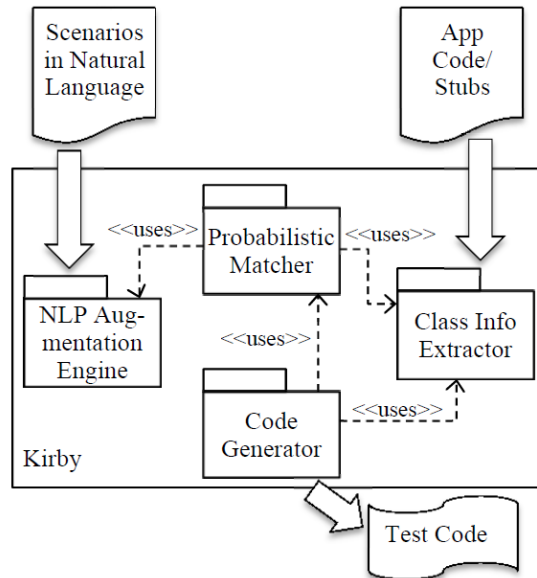 Scenarios
in Natural
Language
App
Code/
Stubs
<<uses>>
Probabilistic
Matcher
<<uses>>
NLP Aug-
mentation
Engine
Class Info
Extractor
<<uses>>
Code
Generator
<<uses>>
Kirby
Test Code